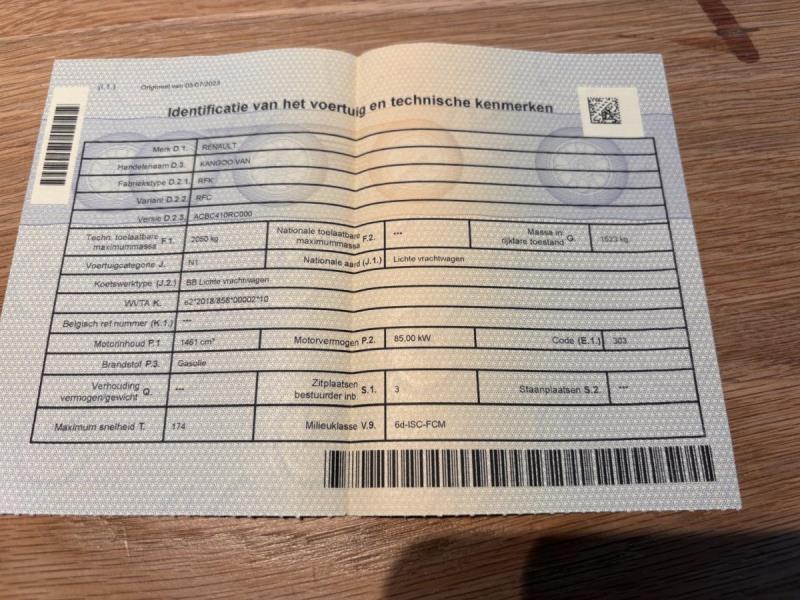 (I.1.) Origineel van 03/07/2023
Identificatie van het voertuig en technische kenmerken
Merk D.1. RENAULT
Handelsnaam D.3. KANGOO VAN
Fabriekstype D.2.1. RFK
Variant D.2.2. RFC
Versie D.2.3. ACBC410RC000
Techn. toelaatbare maximummassa F.1. 2050 kg Nationale toelaatbare maximummassa F.2. *** Massa in rijklare toestand G. 1523 kg
Voertuigcategorie J. N1 Nationale aard (J.1.) Lichte vrachtwagen
Koetswerktype (J.2.) BB Lichte vrachtwagen
WVTA K. e2*2018/858*00002*10
Belgisch ref nummer (K.1.) ***
Motorinhoud P.1. 1461 cm³ Motorvermogen P.2. 85,00 kW Code (E.1.) 303
Brandstof P.3. Gasolie
Verhouding vermogen/gewicht Q. *** Zitplaatsen bestuurder inb. S.1. 3 Staanplaatsen S.2. ***
Maximum snelheid T. 174 Milieuklasse V.9. 6d-ISC-FCM